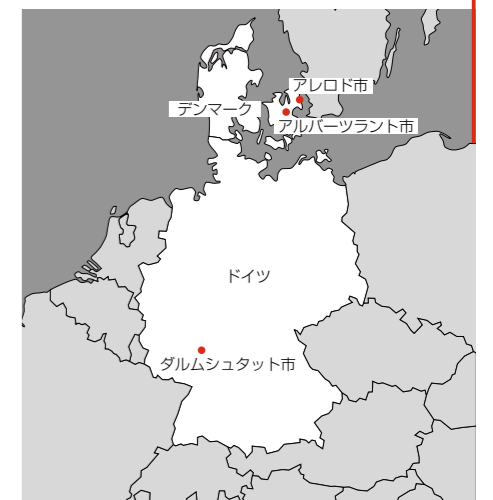 アレロド市
デンマーク
アルバーツラント市
ドイツ
ダルムシュタット市